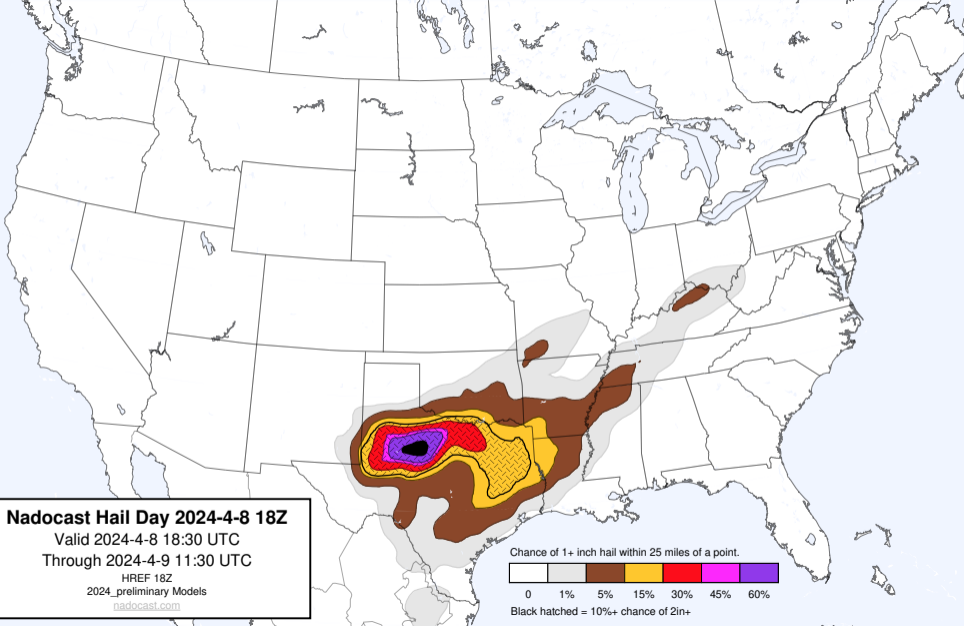 Nadocast Hail Day 2024-4-8 18Z
Valid 2024-4-8 18:30 UTC
Through 2024-4-9 11:30 UTC
HREF 18Z
2024_preliminary Models
nadocast.com
Chance of 1+ inch hail within 25 miles of a point.
0 1% 5% 15% 30% 45% 60%
Black hatched = 10%+ chance of 2in+